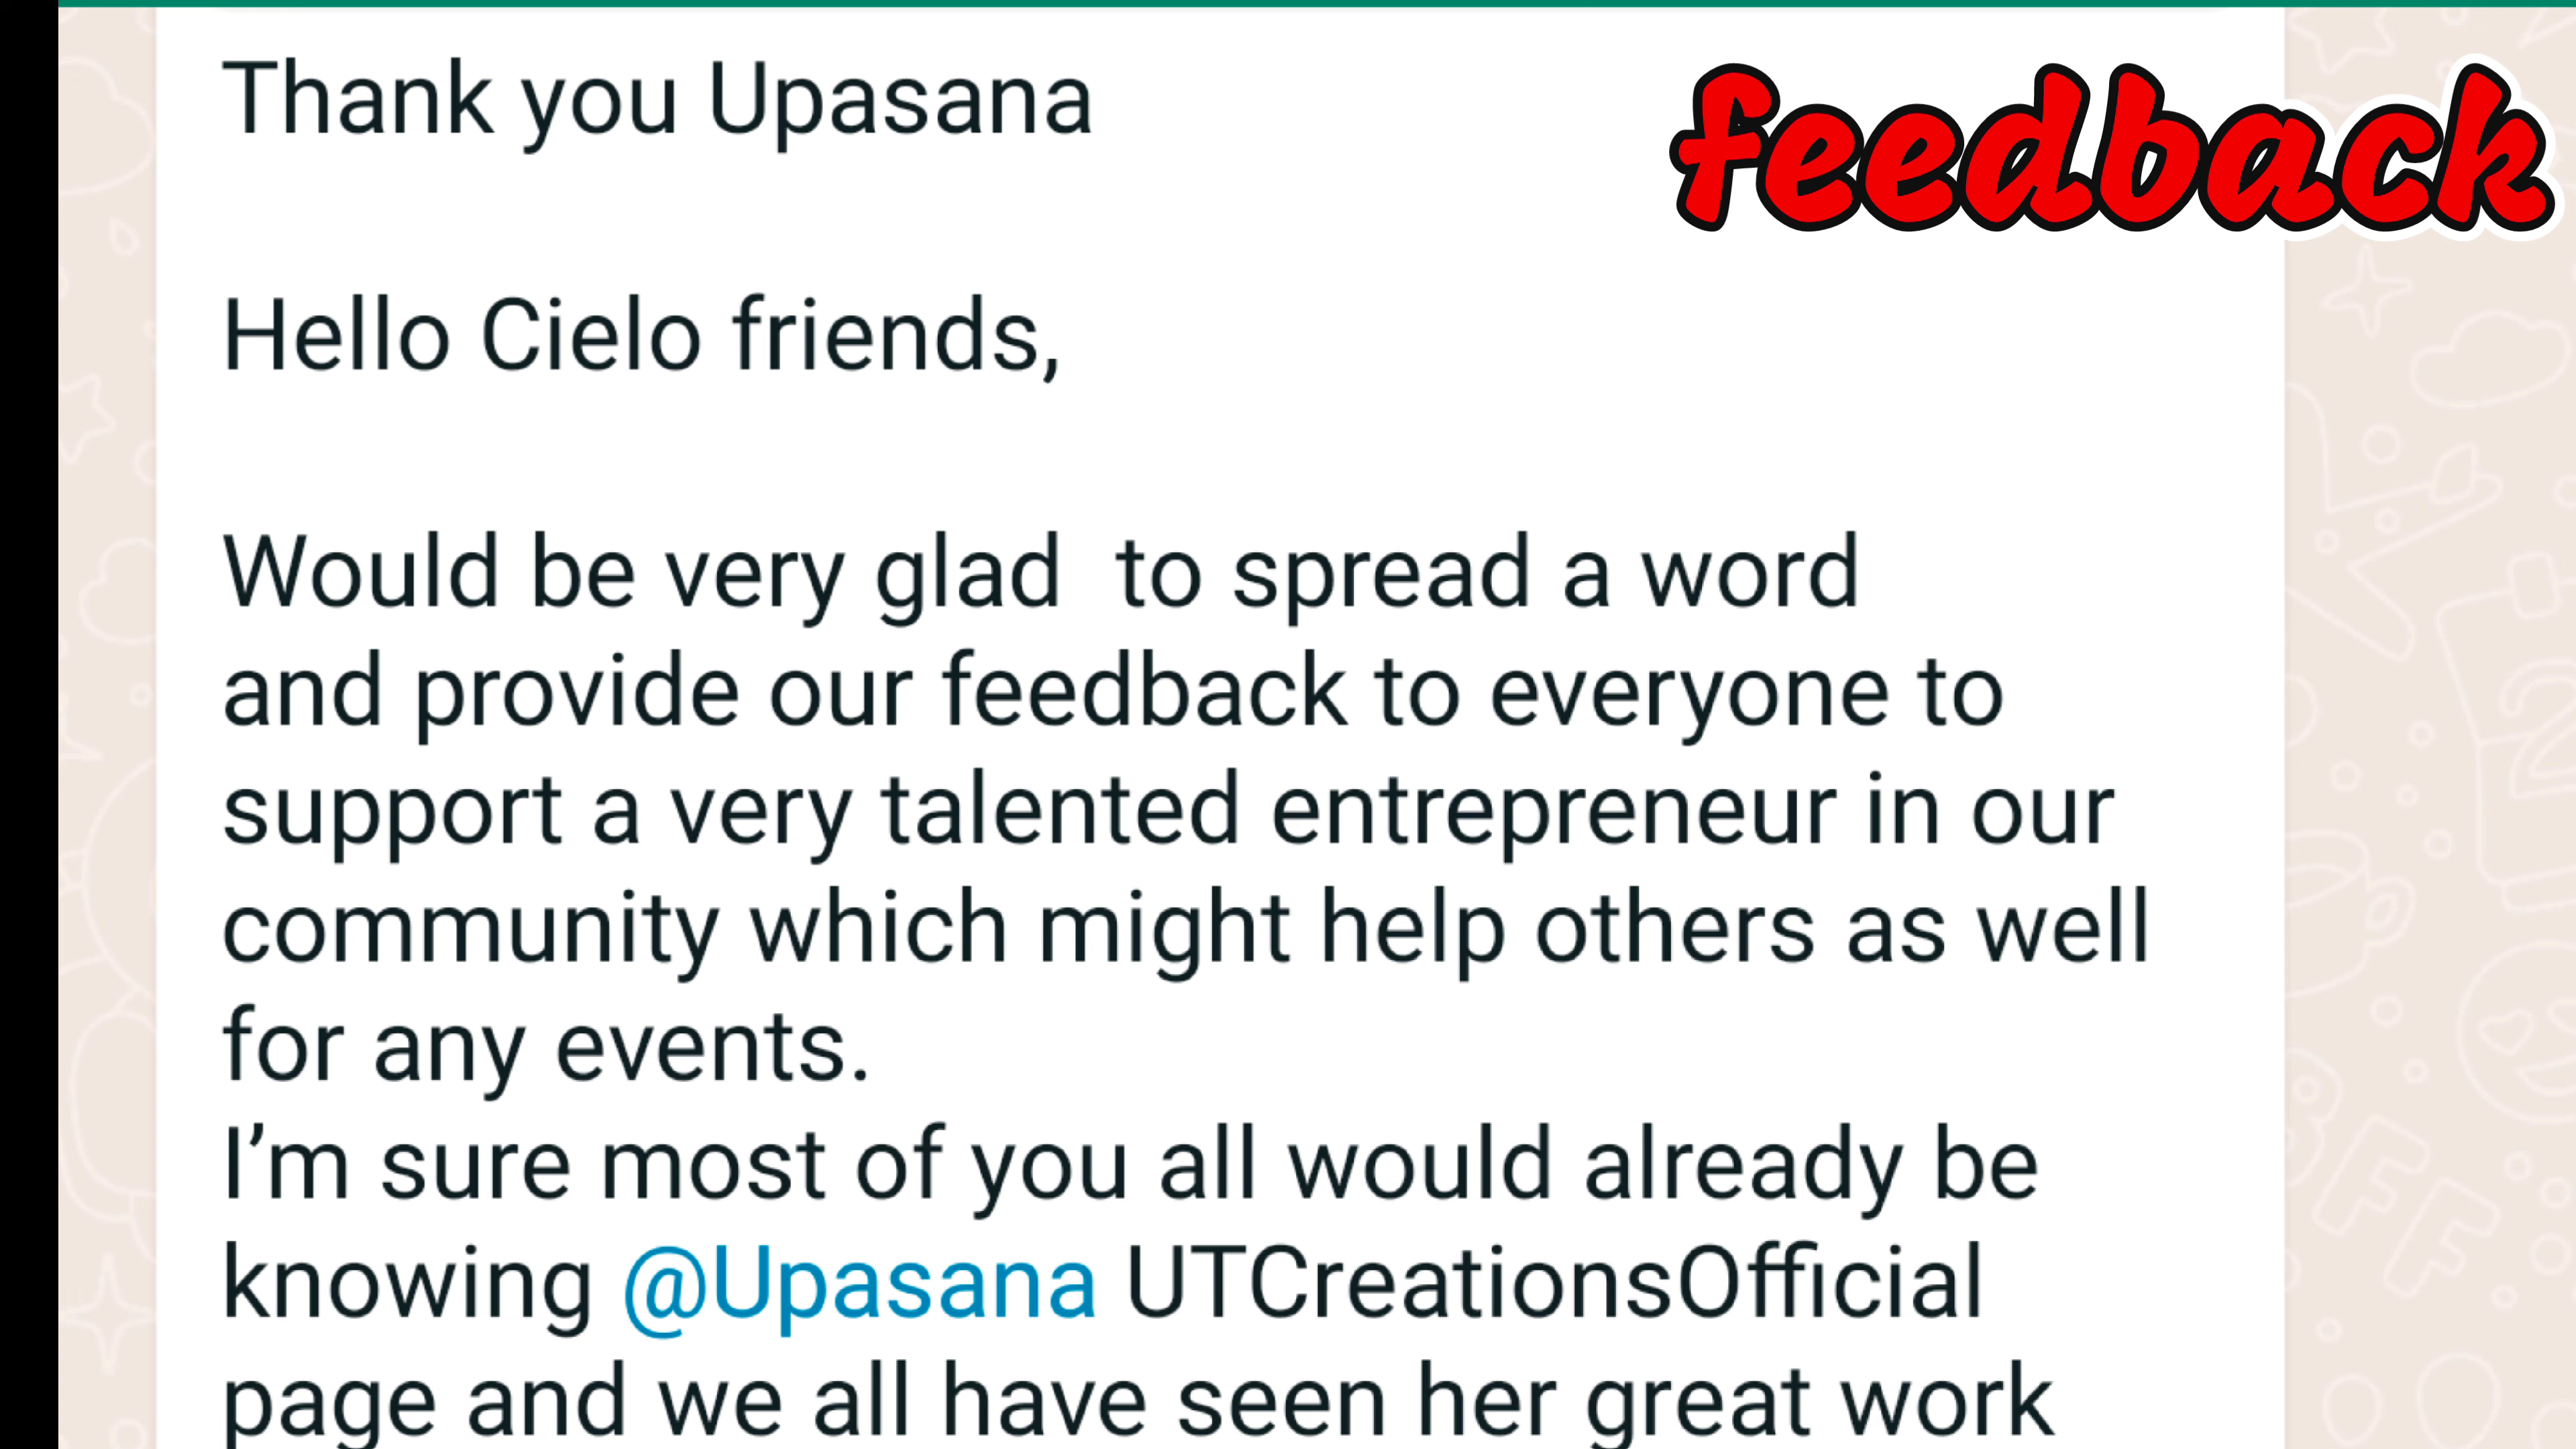 Thank you Upasana
feedback
Hello Cielo friends,
Would be very glad  to spread a word
and provide our feedback to everyone to
support a very talented entrepreneur in our
community which might help others as well
for any events.
I’m sure most of you all would already be
knowing @Upasana UTCreationsOfficial
page and we all have seen her great work